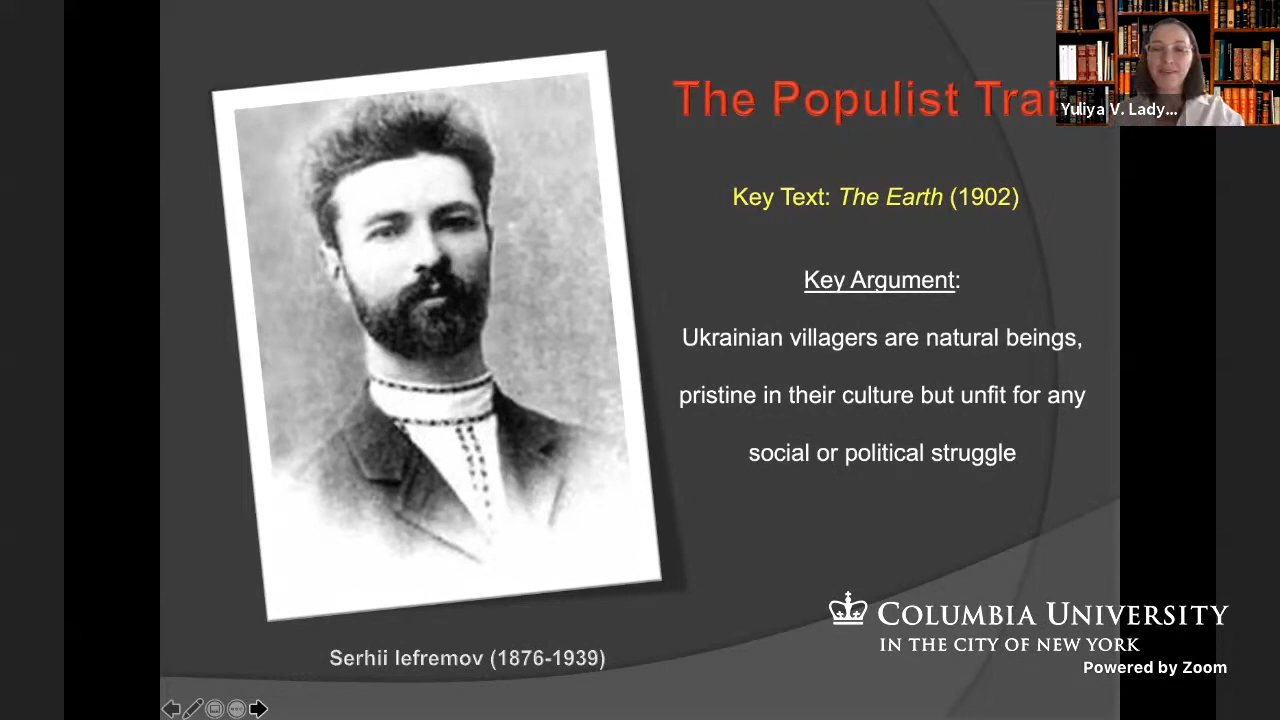 The Populist Trai
Yuliya V. Lady...
Key Text: The Earth (1902)
Key Argument:
Ukrainian villagers are natural beings,
pristine in their culture but unfit for any
social or political struggle
Serhii Iefremov (1876-1939)
COLUMBIA UNIVERSITY
IN THE CITY OF NEW YORK
Powered by Zoom